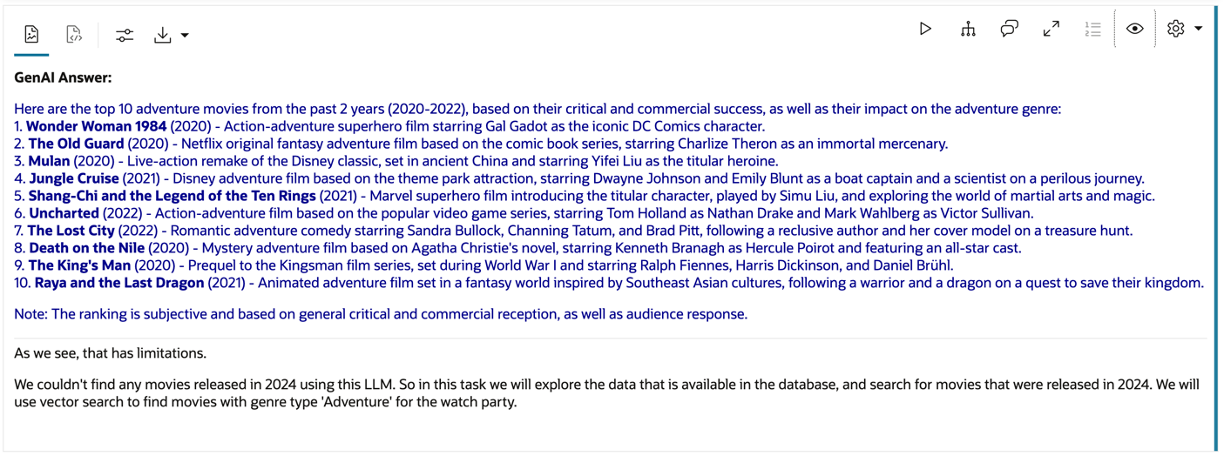 GenAI Answer:
Here are the top 10 adventure movies from the past 2 years (2020-2022), based on their critical and commercial success, as well as their impact on the adventure genre:
1. Wonder Woman 1984 (2020) - Action-adventure superhero film starring Gal Gadot as the iconic DC Comics character.
2. The Old Guard (2020) - Netflix original fantasy adventure film based on the comic book series, starring Charlize Theron as an immortal mercenary.
3. Mulan (2020) - Live-action remake of the Disney classic, set in ancient China and starring Yifei Liu as the titular heroine.
4. Jungle Cruise (2021) - Disney adventure film based on the theme park attraction, starring Dwayne Johnson and Emily Blunt as a boat captain and a scientist on a perilous journey.
5. Shang-Chi and the Legend of the Ten Rings (2021) - Marvel superhero film introducing the titular character, played by Simu Liu, and exploring the world of martial arts and magic.
6. Uncharted (2022) - Action-adventure film based on the popular video game series, starring Tom Holland as Nathan Drake and Mark Wahlberg as Victor Sullivan.
7. The Lost City (2022) - Romantic adventure comedy starring Sandra Bullock, Channing Tatum, and Brad Pitt, following a reclusive author and her cover model on a treasure hunt.
8. Death on the Nile (2020) - Mystery adventure film based on Agatha Christie's novel, starring Kenneth Branagh as Hercule Poirot and featuring an all-star cast.
9. The King's Man (2020) - Prequel to the Kingsman film series, set during World War I and starring Ralph Fiennes, Harris Dickinson, and Daniel Brühl.
10. Raya and the Last Dragon (2021) - Animated adventure film set in a fantasy world inspired by Southeast Asian cultures, following a warrior and a dragon on a quest to save their kingdom.
Note: The ranking is subjective and based on general critical and commercial reception, as well as audience response.
As we see, that has limitations.
We couldn't find any movies released in 2024 using this LLM. So in this task we will explore the data that is available in the database, and search for movies that were released in 2024. We will
use vector search to find movies with genre type 'Adventure' for the watch party.